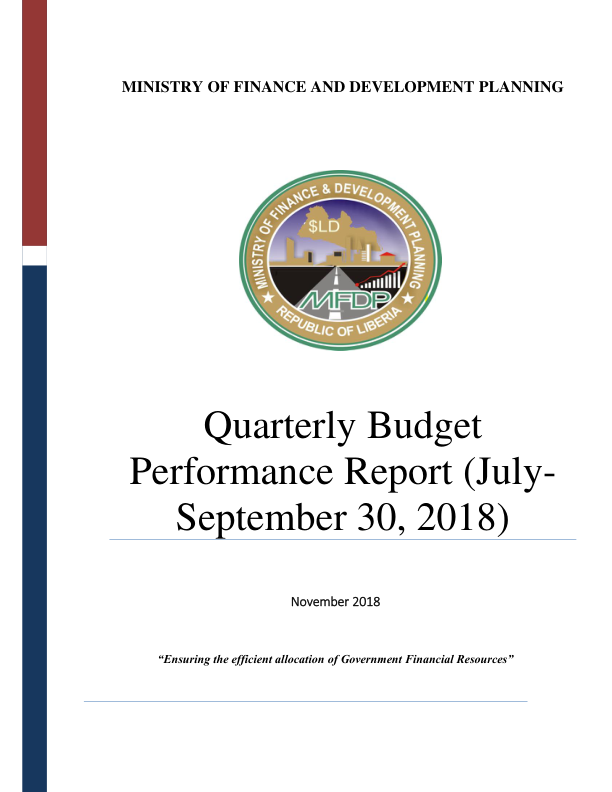 MINISTRY OF FINANCE AND DEVELOPMENT PLANNING
MINISTRY OF FINANCE & DEVELOPMENT PLANNING
$LD
MFDP
REPUBLIC OF LIBERIA
Quarterly Budget
Performance Report (July-
September 30, 2018)
November 2018
“Ensuring the efficient allocation of Government Financial Resources”